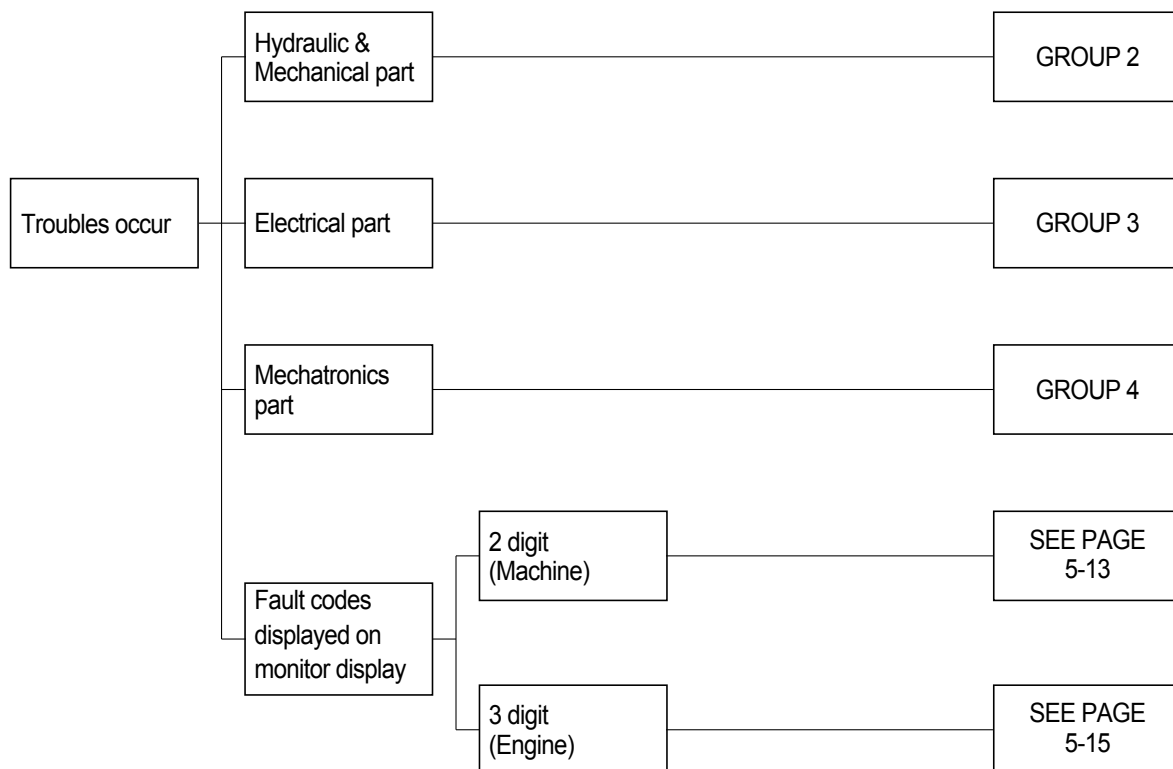 Hydraulic &
Mechanical part
GROUP 2
Troubles occur
Electrical part
GROUP 3
Mechatronics
part
GROUP 4
Fault codes
displayed on
monitor display
2 digit
(Machine)
SEE PAGE
5-13
3 digit
(Engine)
SEE PAGE
5-15